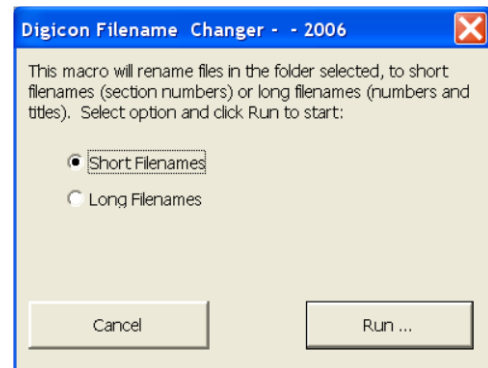 Digicon Filename Changer - - 2006
This macro will rename files in the folder selected, to short
filenames (section numbers) or long filenames (numbers and
titles). Select option and click Run to start:
Short Filenames
Long Filenames
Cancel
Run ...